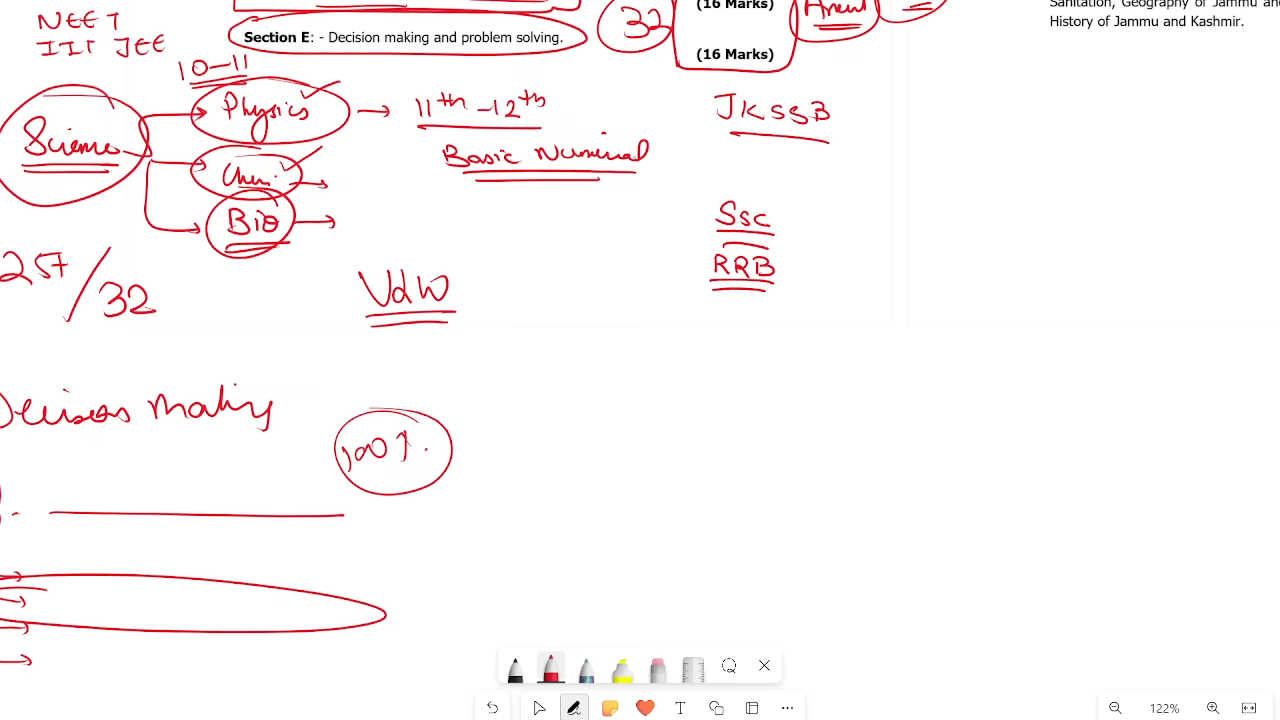 (16 Marks)
Sanitation, Geography of Jammu and
History of Jammu and Kashmir.
NEET
IIT JEE
32
Section E: - Decision making and problem solving.
(16 Marks)
10-11
Physics
11th -12th
JKSSB
Science
Basic Numerical
Chem.
Bio
SSC
RRB
257/32
VdW
Decision Making
100%.
122%